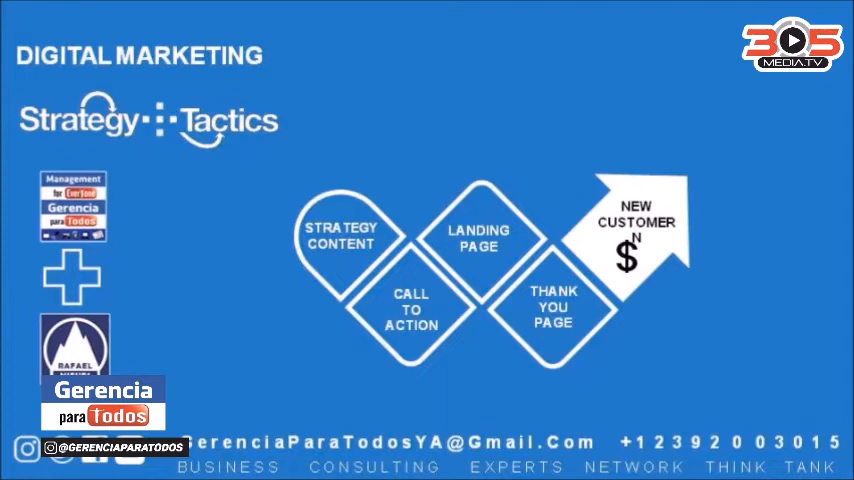 DIGITAL MARKETING
305
MEDIA.TV
Strategy Tactics
Management
for EverYone
Gerencia
para Todos
STRATEGY
CONTENT
LANDING
PAGE
NEW
CUSTOMER
N
$
CALL
TO
ACTION
THANK
YOU
PAGE
RAFAEL
Gerencia
para Todos
@GERENCIAPARATODOS
GerenciaParaTodosYA@Gmail.Com +12392003015
BUSINESS CONSULTING EXPERTS NETWORK THINK TANK